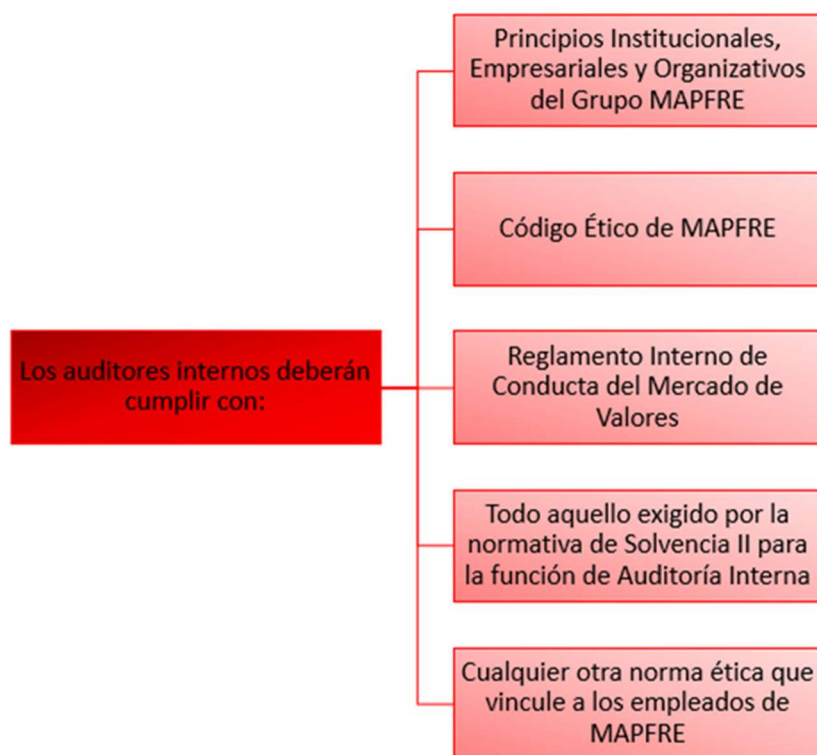 Principios Institucionales,
Empresariales y Organizativos
del Grupo MAPFRE
Código Ético de MAPFRE
Los auditores internos deberán
cumplir con:
Reglamento Interno de
Conducta del Mercado de
Valores
Todo aquello exigido por la
normativa de Solvencia II para
la función de Auditoría Interna
Cualquier otra norma ética que
vincule a los empleados de
MAPFRE